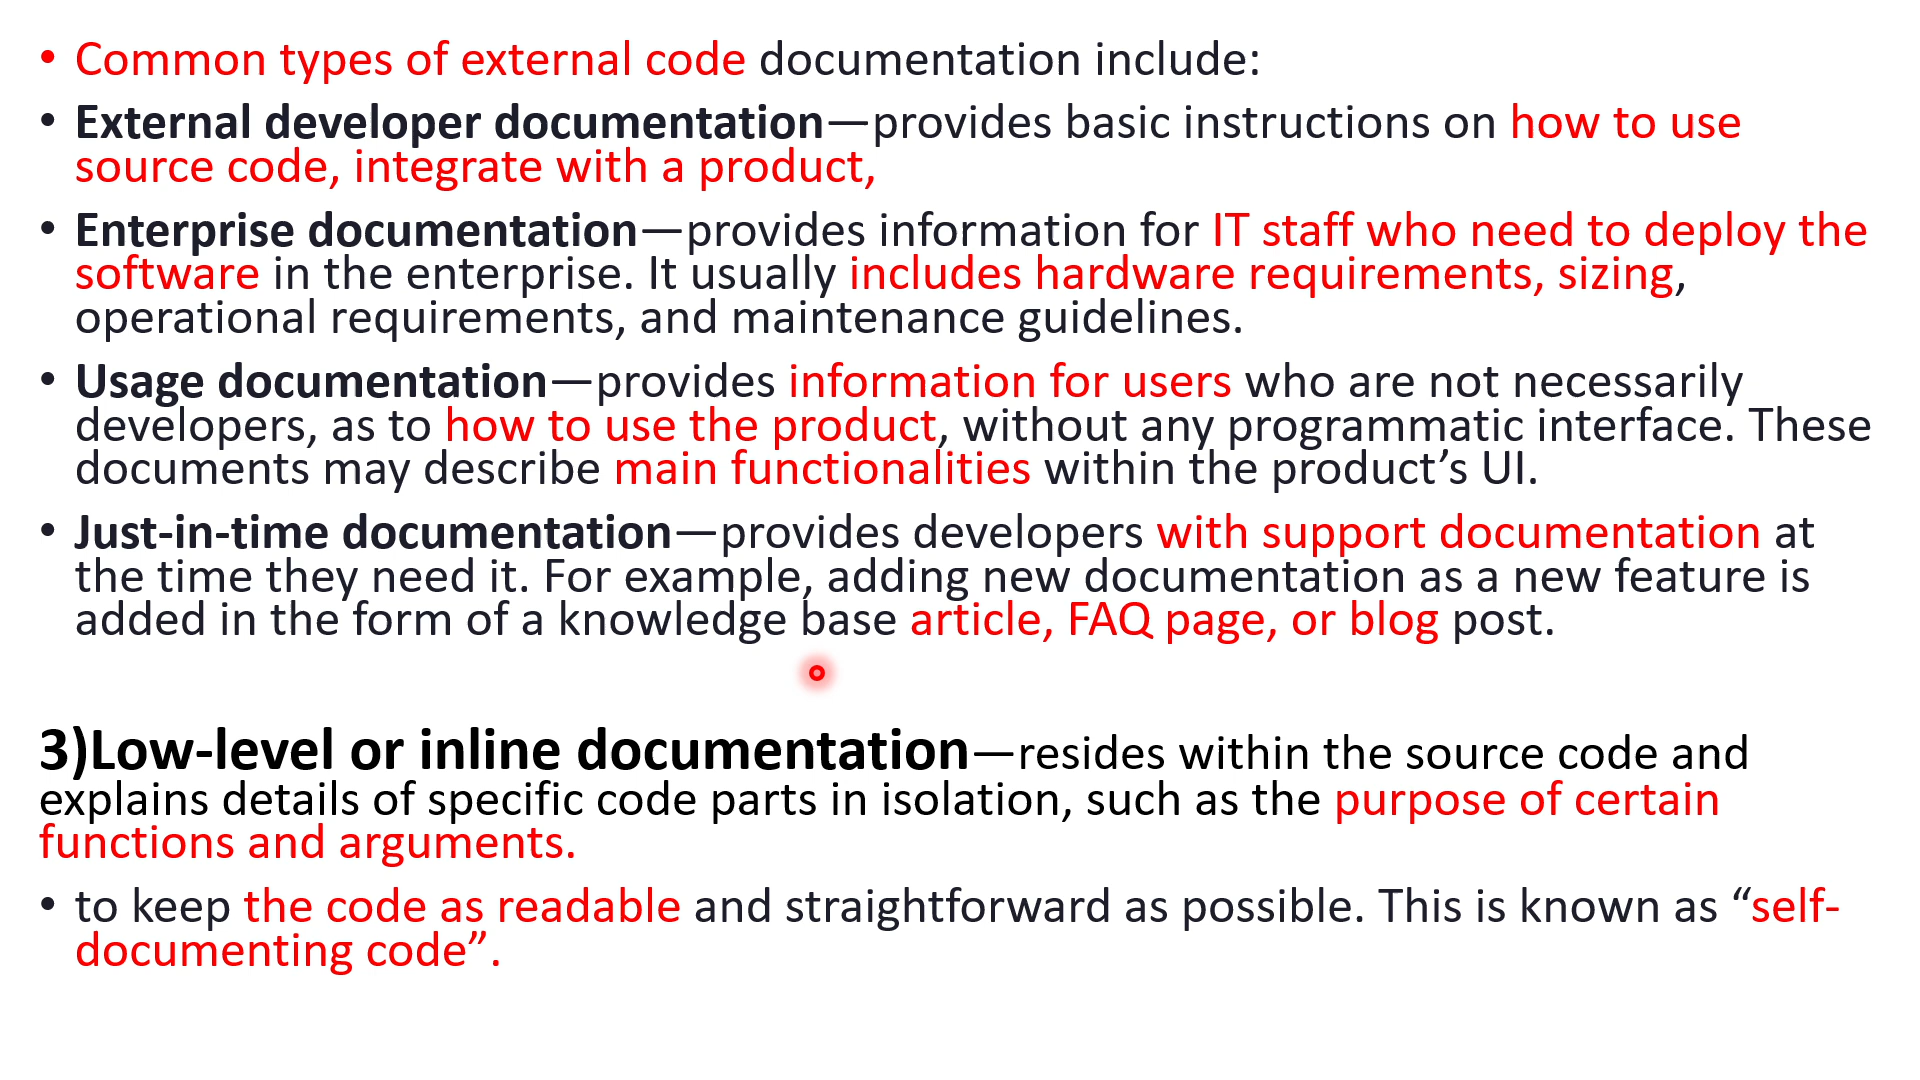 • Common types of external code documentation include:
• External developer documentation—provides basic instructions on how to use
source code, integrate with a product,
• Enterprise documentation—provides information for IT staff who need to deploy the
software in the enterprise. It usually includes hardware requirements, sizing,
operational requirements, and maintenance guidelines.
• Usage documentation—provides information for users who are not necessarily
developers, as to how to use the product, without any programmatic interface. These
documents may describe main functionalities within the product’s UI.
• Just-in-time documentation—provides developers with support documentation at
the time they need it. For example, adding new documentation as a new feature is
added in the form of a knowledge base article, FAQ page, or blog post.
3)Low-level or inline documentation—resides within the source code and
explains details of specific code parts in isolation, such as the purpose of certain
functions and arguments.
• to keep the code as readable and straightforward as possible. This is known as “self-
documenting code”.